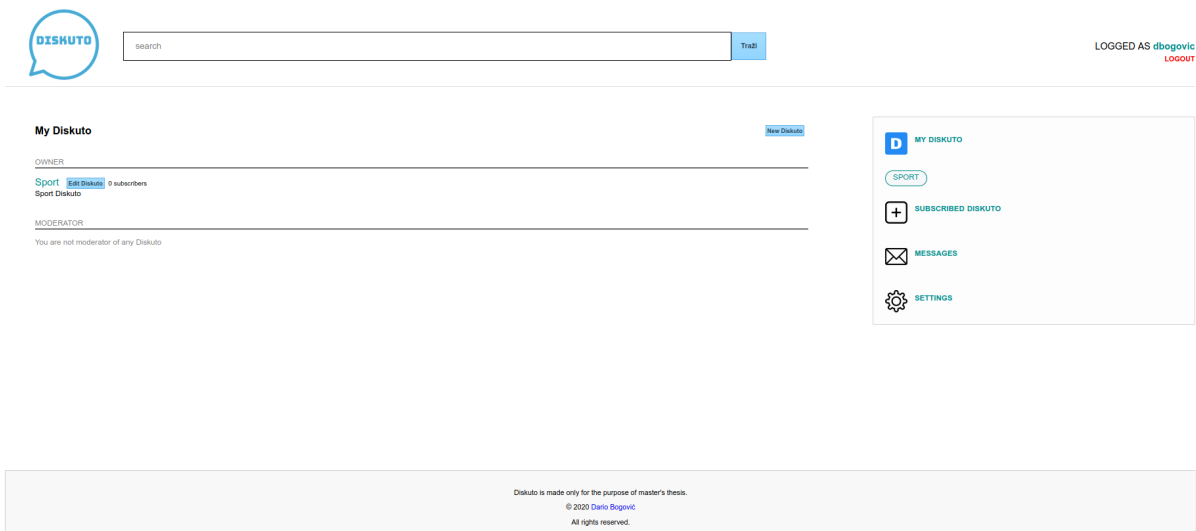 DISKUTO
search
Traži
LOGGED AS dbogovic
LOGOUT
My Diskuto
New Diskuto
OWNER
Sport Edit Diskuto 0 subscribers
Sport Diskuto
MODERATOR
You are not moderator of any Diskuto
D MY DISKUTO
SPORT
SUBSCRIBED DISKUTO
MESSAGES
SETTINGS
Diskuto is made only for the purpose of master's thesis.
© 2020 Dario Bogović
All rights reserved.